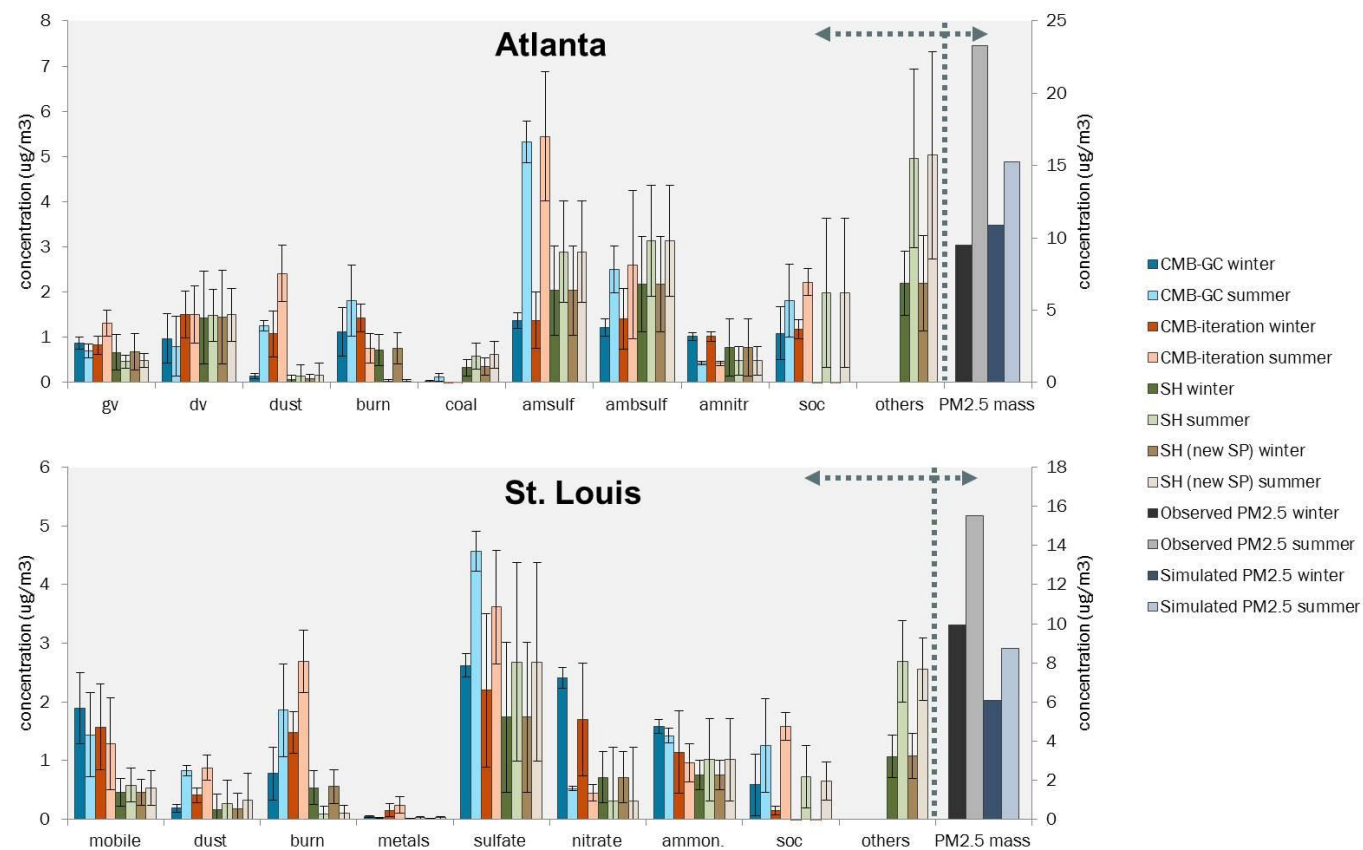 Atlanta
concentration (ug/m3)
8
7
6
5
4
3
2
1
0
25
20
15
10
5
0
concentration (ug/m3)
gv dv dust burn coal amsulf ambsulf amnitr soc others PM2.5 mass
St. Louis
concentration (ug/m3)
6
5
4
3
2
1
0
18
16
14
12
10
8
6
4
2
0
concentration (ug/m3)
mobile dust burn metals sulfate nitrate ammon. soc others PM2.5 mass
CMB-GC winter
CMB-GC summer
CMB-iteration winter
CMB-iteration summer
SH winter
SH summer
SH (new SP) winter
SH (new SP) summer
Observed PM2.5 winter
Observed PM2.5 summer
Simulated PM2.5 winter
Simulated PM2.5 summer